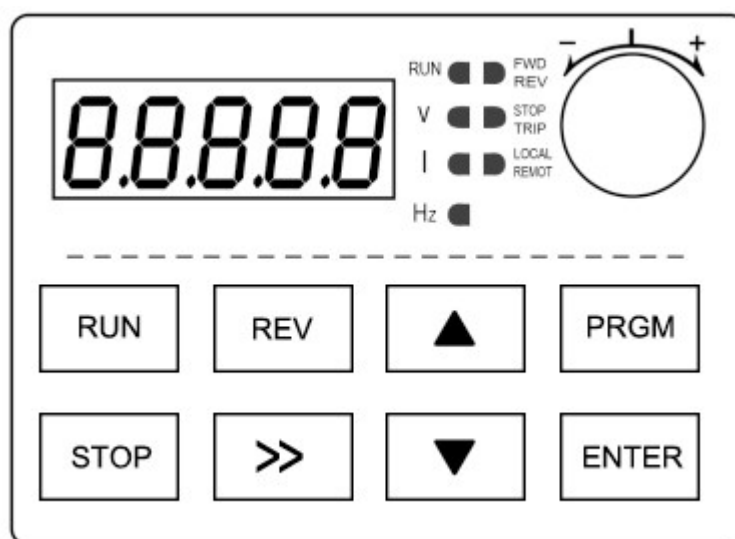 8.8.8.8.8
RUN
FWD
REV
V
STOP
TRIP
I
LOCAL
REMOT
Hz
− +
RUN REV ▲ PRGM
STOP >> ▼ ENTER